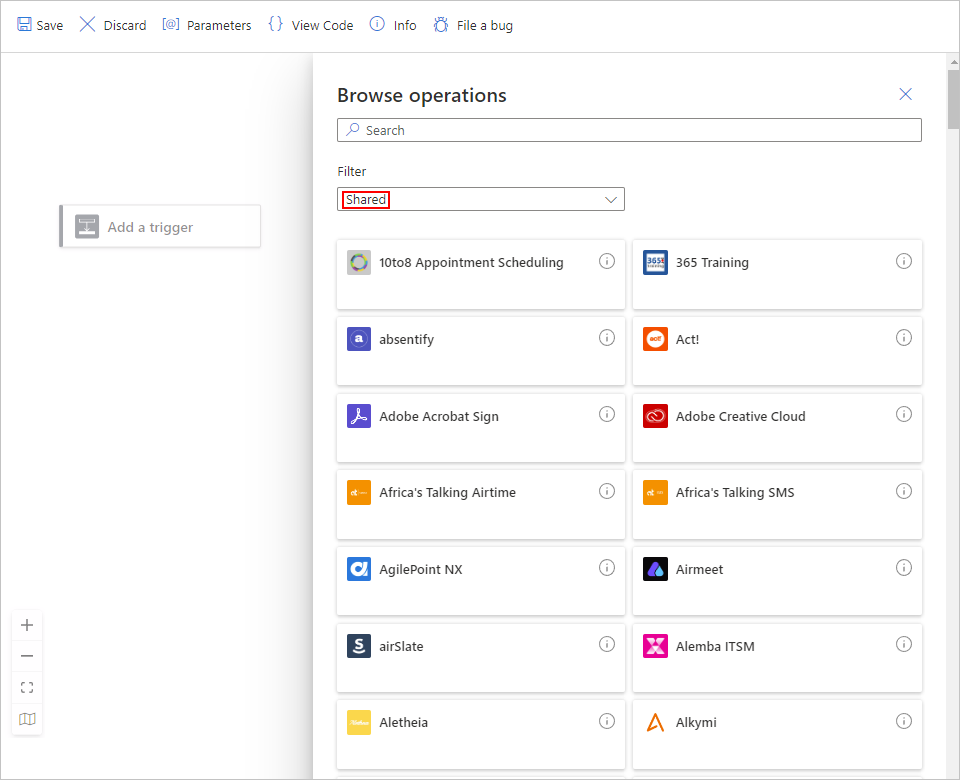 Save Discard Parameters View Code Info File a bug
Browse operations
Search
Filter
Shared
Add a trigger
10to8 Appointment Scheduling
365 Training
absentify
Act!
Adobe Acrobat Sign
Adobe Creative Cloud
Africa's Talking Airtime
Africa's Talking SMS
AgilePoint NX
Airmeet
airSlate
Alemba ITSM
Aletheia
Alkymi